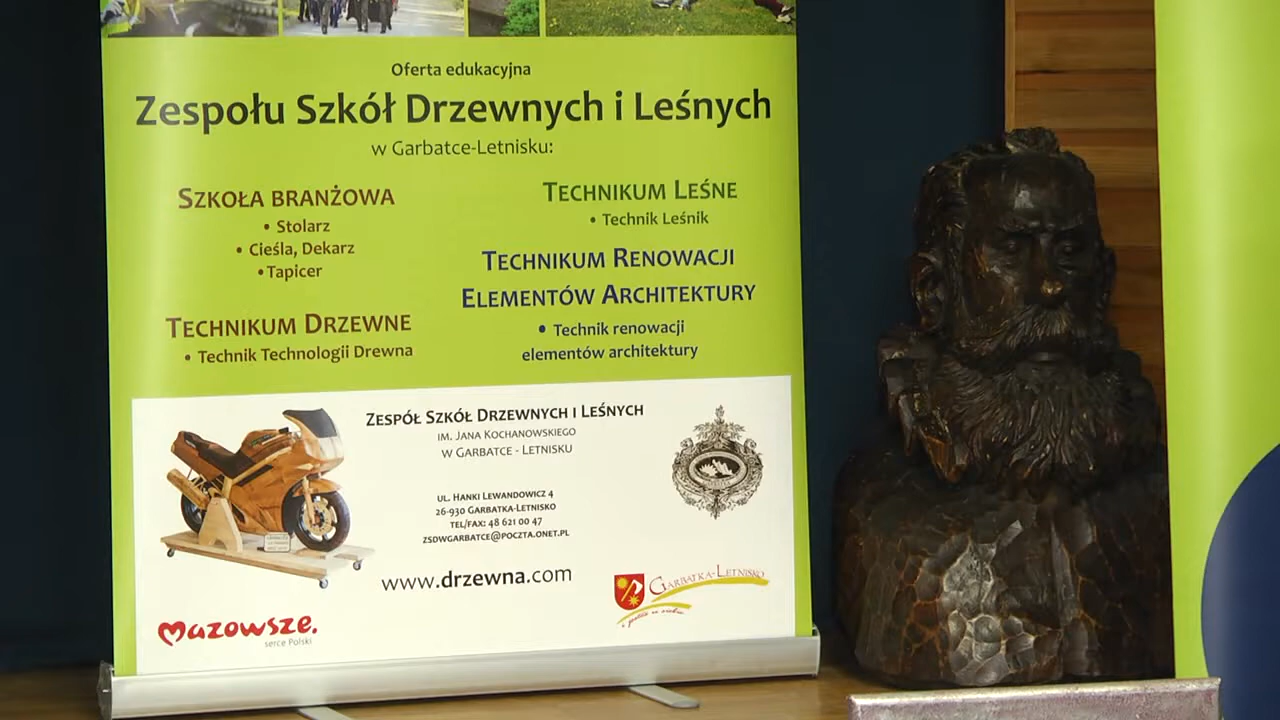 Oferta edukacyjna
Zespołu Szkół Drzewnych i Leśnych
w Garbatce-Letnisku:
SZKOŁA BRANŻOWA
• Stolarz
• Cieśla, Dekarz
• Tapicer
TECHNIKUM DRZEWNE
• Technik Technologii Drewna
TECHNIKUM LEŚNE
• Technik Leśnik
TECHNIKUM RENOWACJI
ELEMENTÓW ARCHITEKTURY
• Technik renowacji
elementów architektury
ZESPÓŁ SZKÓŁ DRZEWNYCH I LEŚNYCH
IM. JANA KOCHANOWSKIEGO
W GARBATCE - LETNISKU
UL. HANKI LEWANDOWICZ 4
26-930 GARBATKA-LETNISKO
TEL/FAX: 48 621 00 47
ZSDWGARBATCE@POCZTA.ONET.PL
www.drzewna.com
mazowsze.
serce Polski
GARBATKA-LETNISKO